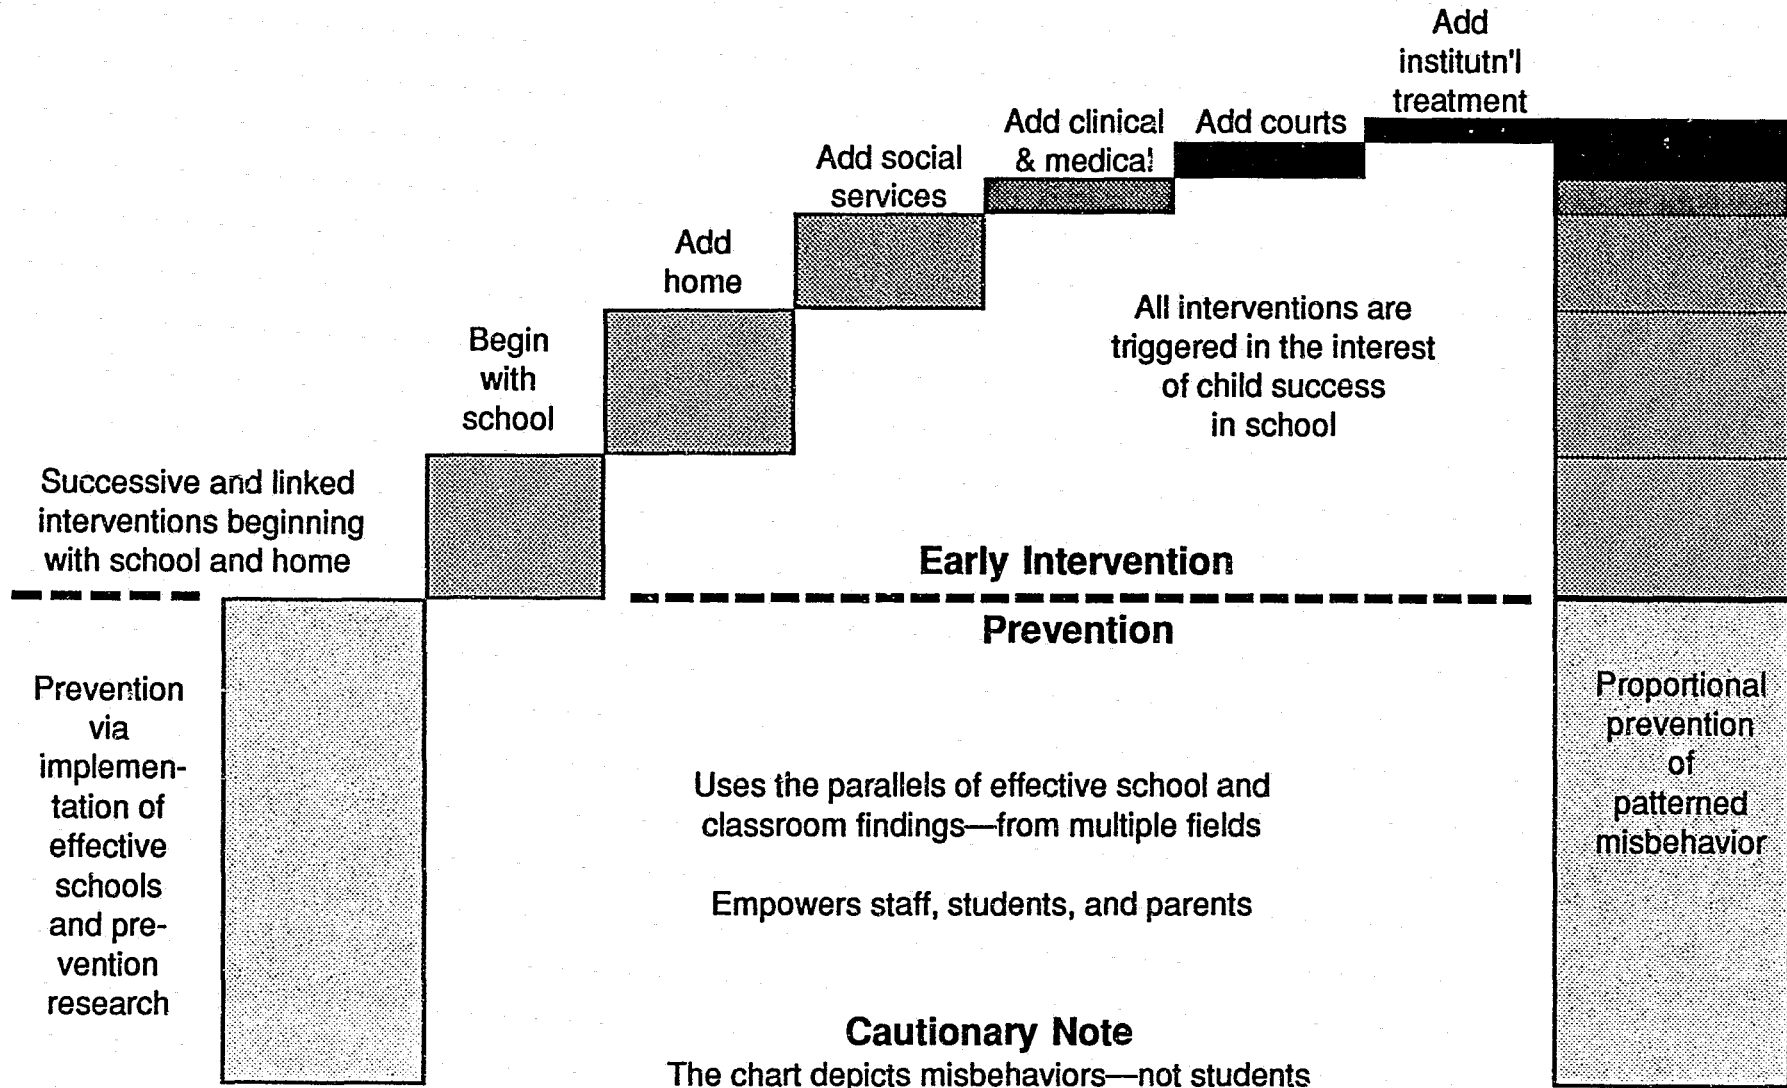 Add
institutn'l
treatment
Add clinical
& medical
Add courts
Add social
services
Add
home
Begin
with
school
All interventions are
triggered in the interest
of child success
in school
Successive and linked
interventions beginning
with school and home
Early Intervention
Prevention
Prevention
via
implemen-
tation of
effective
schools
and pre-
vention
research
Uses the parallels of effective school and
classroom findings—from multiple fields
Empowers staff, students, and parents
Proportional
prevention
of
patterned
misbehavior
Cautionary Note
The chart depicts misbehaviors—not students